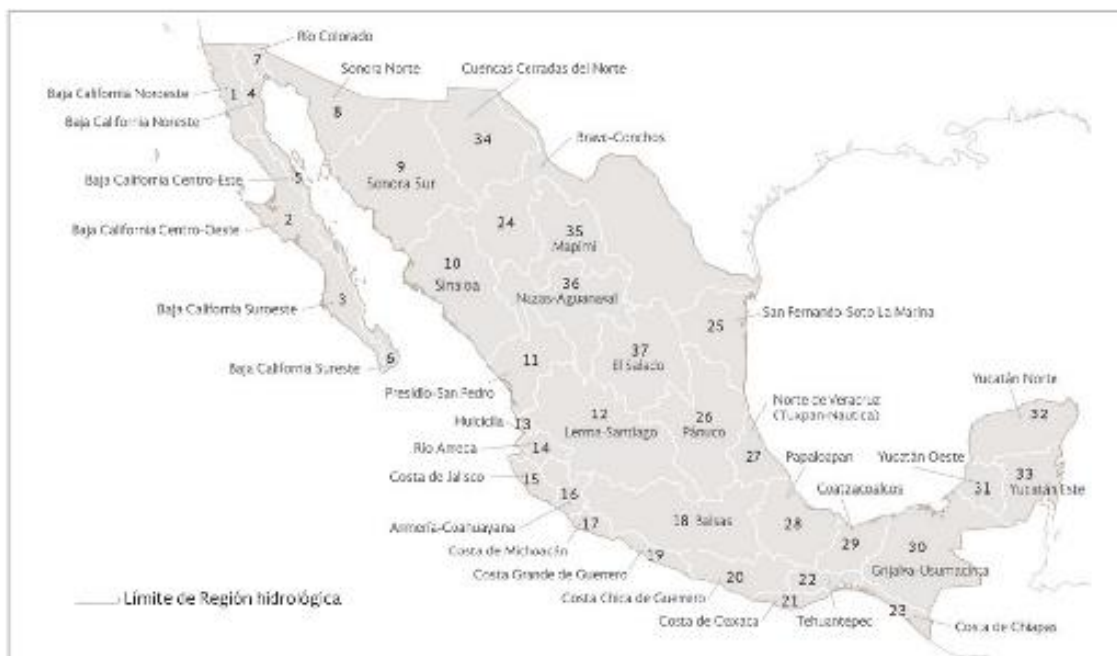 Río Colorado
7
Sonora Norte
Cuencas Cerradas del Norte
Baja California Noroeste
1
4
8
Baja California Noreste
34
Bravo-Conchos
9
Sonora Sur
Baja California Centro-Este
5
2
24
35
Mapimí
Baja California Centro-Oeste
10
Sinaloa
36
Nazas-Aguanaval
Baja California Suroeste
3
25
San Fernando-Soto La Marina
6
Baja California Sureste
11
37
El Salado
Presidio-San Pedro
Yucatán Norte
32
Huicicila
13
12
Lerma-Santiago
26
Pánuco
Norte de Veracruz
(Tuxpan-Nautica)
Río Ameca
14
27
Papaloapan
Yucatán Oeste
31
33
Yucatán Este
Costa de Jalisco
15
Coatzacoalcos
16
Armería-Coahuayana
17
18 Balsas
28
29
30
Grijalva-Usumacinta
Costa de Michoacán
19
Costa Grande de Guerrero
20
22
Costa Chica de Guerrero
21
23
Límite de Región hidrológica
Costa de Oaxaca
Tehuantepec
Costa de Chiapas